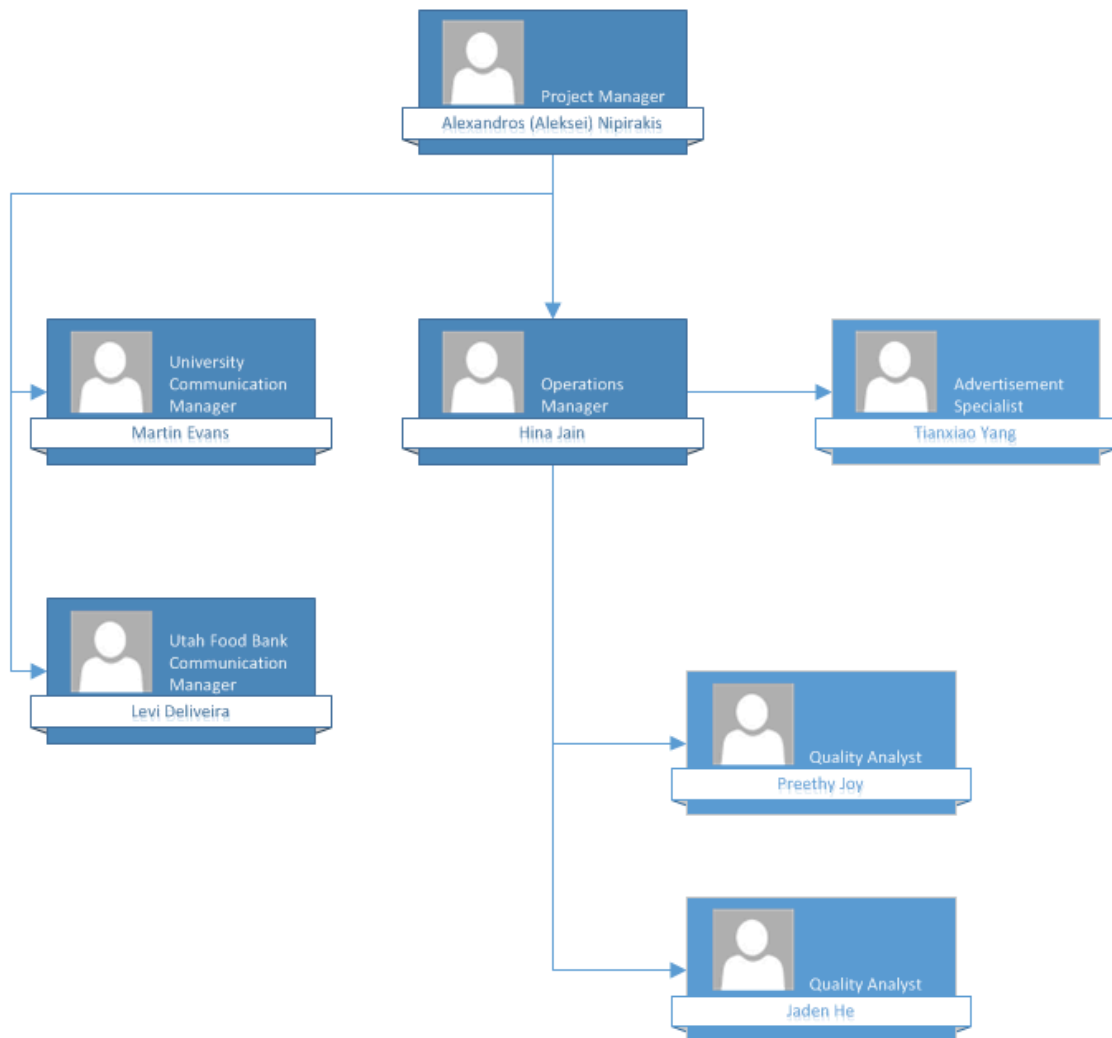 Project Manager
Alexandros (Aleksei) Nipirakis
University
Communication
Manager
Martin Evans
Operations
Manager
Hina Jain
Advertisement
Specialist
Tianxiao Yang
Utah Food Bank
Communication
Manager
Levi Deliveira
Quality Analyst
Preethy Joy
Quality Analyst
Jaden He